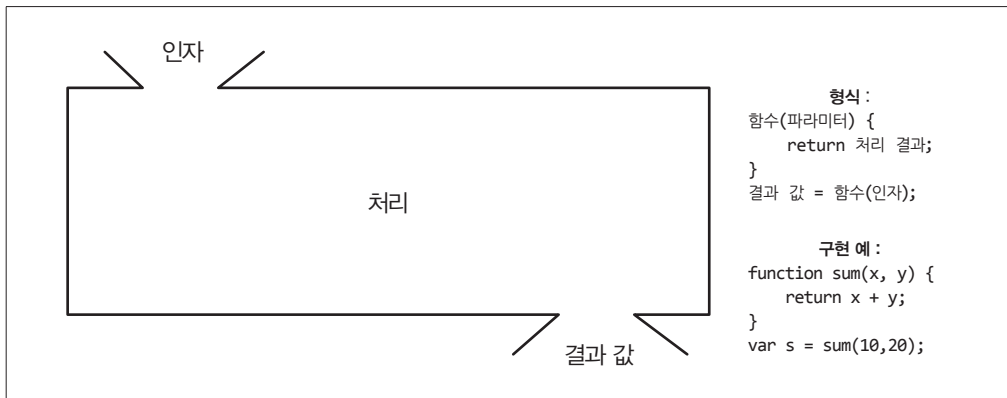 인자
처리
결과 값
형식 :
함수(파라미터) {
    return 처리 결과;
}
결과 값 = 함수(인자);
구현 예 :
function sum(x, y) {
    return x + y;
}
var s = sum(10,20);